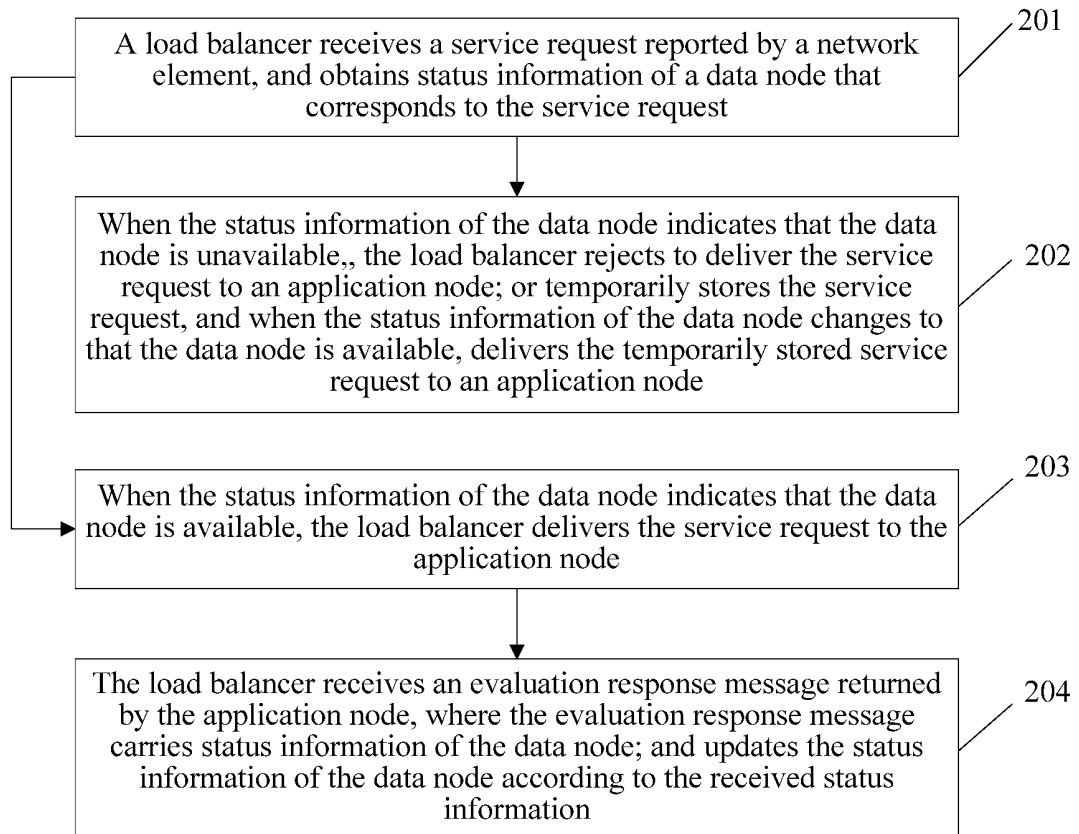 A load balancer receives a service request reported by a network
element, and obtains status information of a data node that
corresponds to the service request
201
When the status information of the data node indicates that the data
node is unavailable,, the load balancer rejects to deliver the service
request to an application node; or temporarily stores the service
request, and when the status information of the data node changes to
that the data node is available, delivers the temporarily stored service
request to an application node
202
When the status information of the data node indicates that the data
node is available, the load balancer delivers the service request to the
application node
203
The load balancer receives an evaluation response message returned
by the application node, where the evaluation response message
carries status information of the data node; and updates the status
information of the data node according to the received status
information
204